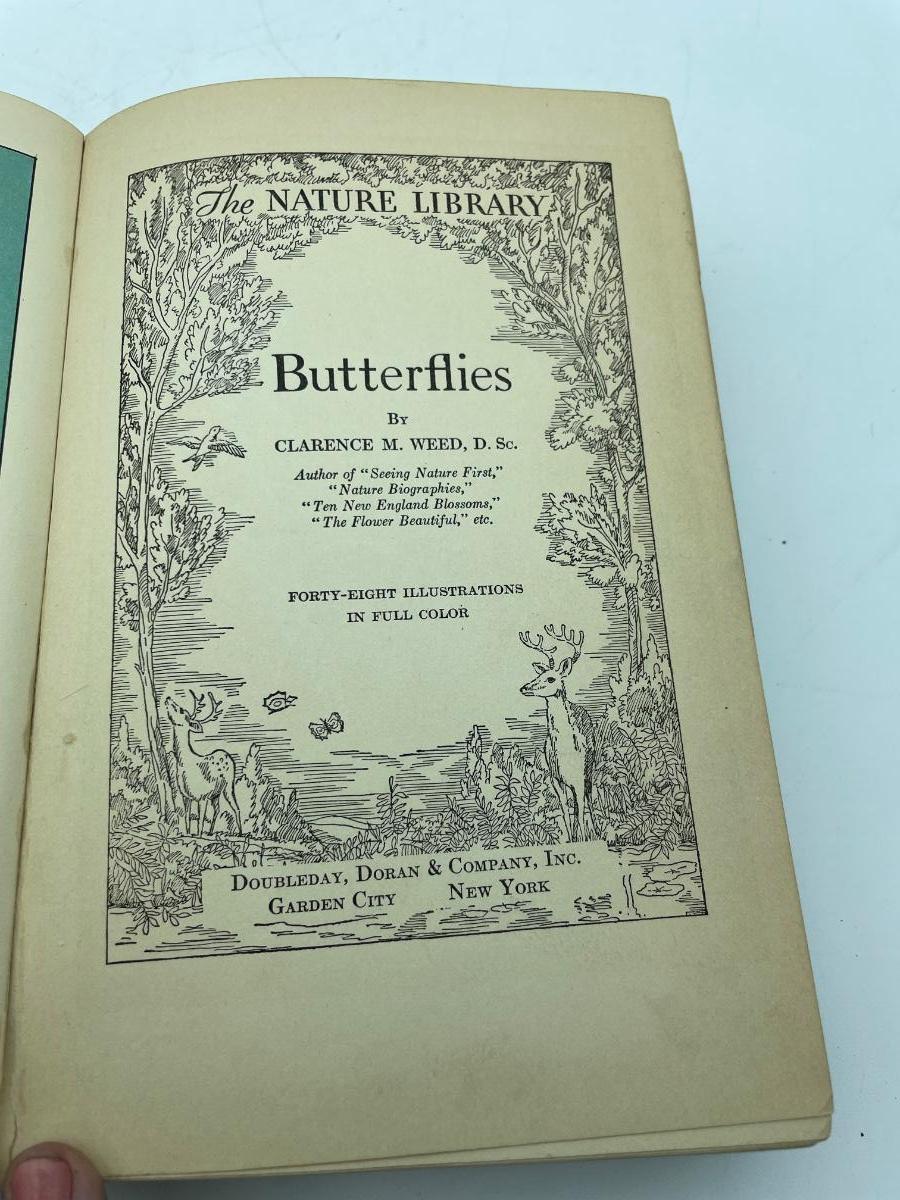 The NATURE LIBRARY
Butterflies
By
CLARENCE M. WEED, D. Sc.
Author of "Seeing Nature First,"
"Nature Biographies,"
"Ten New England Blossoms,"
"The Flower Beautiful," etc.
FORTY-EIGHT ILLUSTRATIONS
IN FULL COLOR
Doubleday, Doran & Company, Inc.
Garden City New York